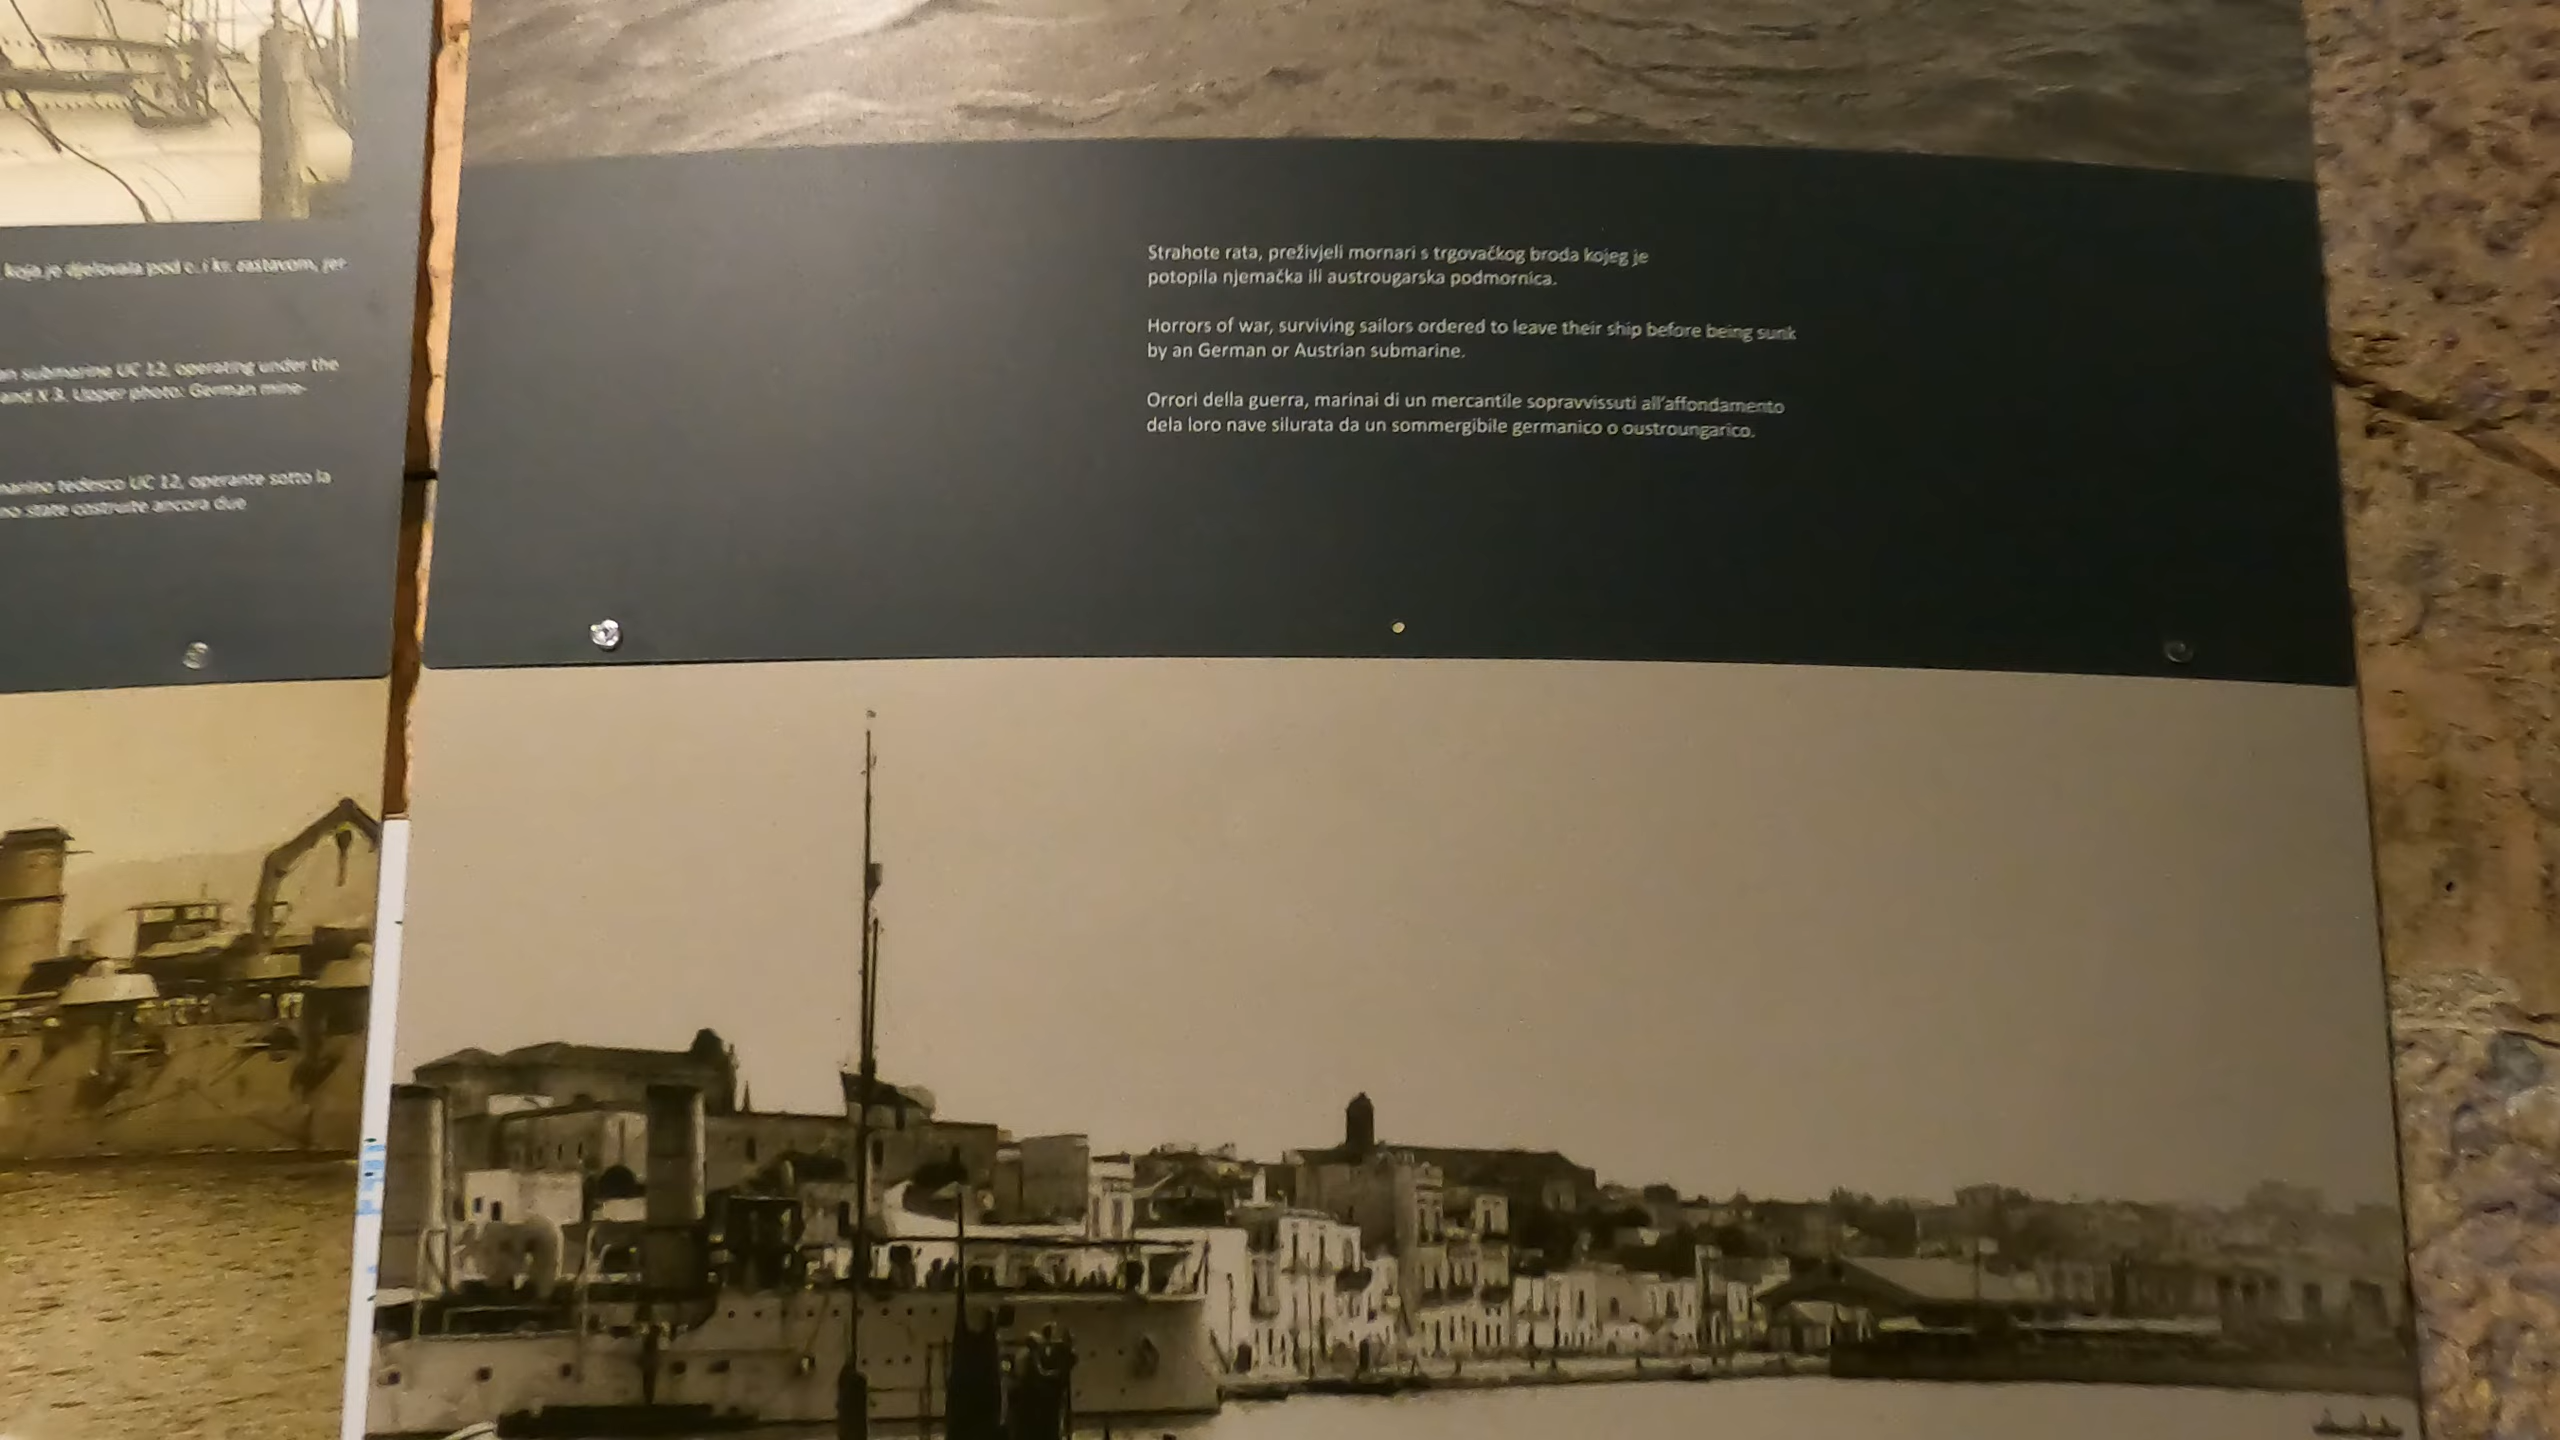 koja je djelovala pod c. i kr. zastavom, jer
submarine UC 12, operating under the
and X 3. Upper photo: German mine-
tedesco UC 12, operante sotto la
state costruite ancora due
Strahote rata, preživjeli mornari s trgovačkog broda kojeg je
potopila njemačka ili austrougarska podmornica.
Horrors of war, surviving sailors ordered to leave their ship before being sunk
by an German or Austrian submarine.
Orrori della guerra, marinai di un mercantile sopravvissuti all'affondamento
dela loro nave silurata da un sommergibile germanico o oustroungarico.